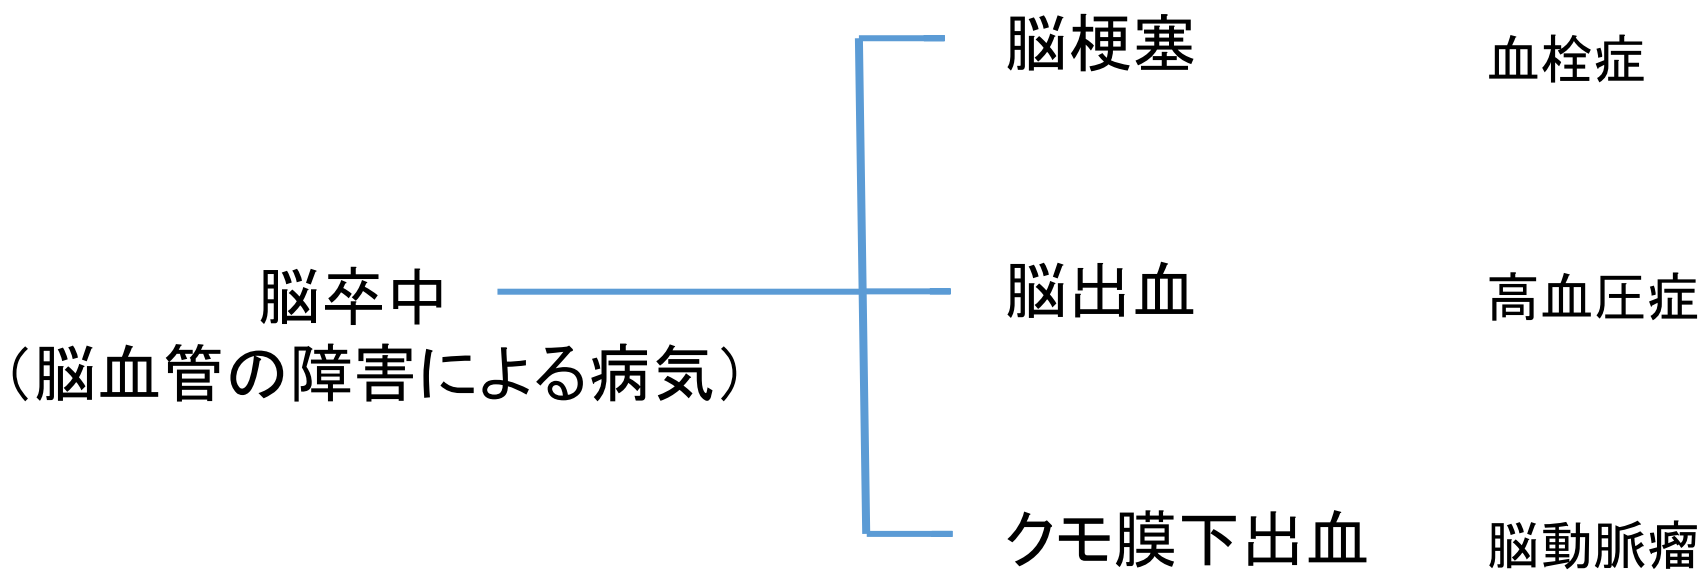 脳梗塞 血栓症
脳卒中
(脳血管の障害による病気)
脳出血 高血圧症
クモ膜下出血 脳動脈瘤